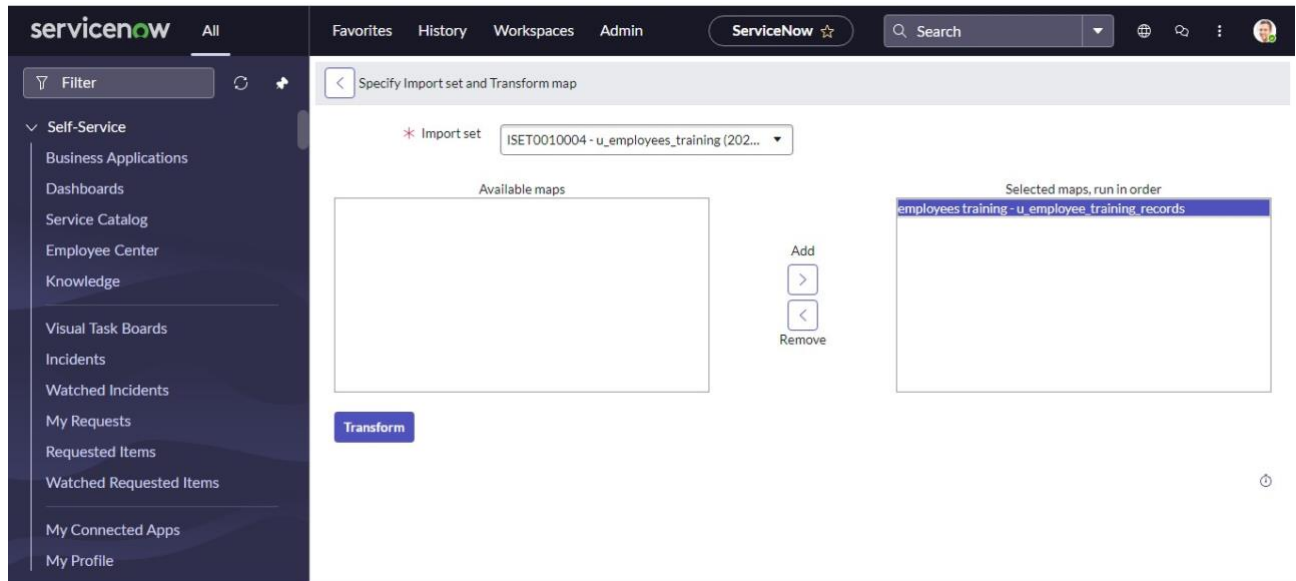 servicenow All Favorites History Workspaces Admin ServiceNow Search
Filter
Specify Import set and Transform map
Self-Service
Business Applications
Dashboards
Service Catalog
Employee Center
Knowledge
Visual Task Boards
Incidents
Watched Incidents
My Requests
Requested Items
Watched Requested Items
My Connected Apps
My Profile
* Import set ISET0010004 - u_employees_training (202...
Available maps
Add
Remove
Selected maps, run in order
employees training - u_employee_training_records
Transform